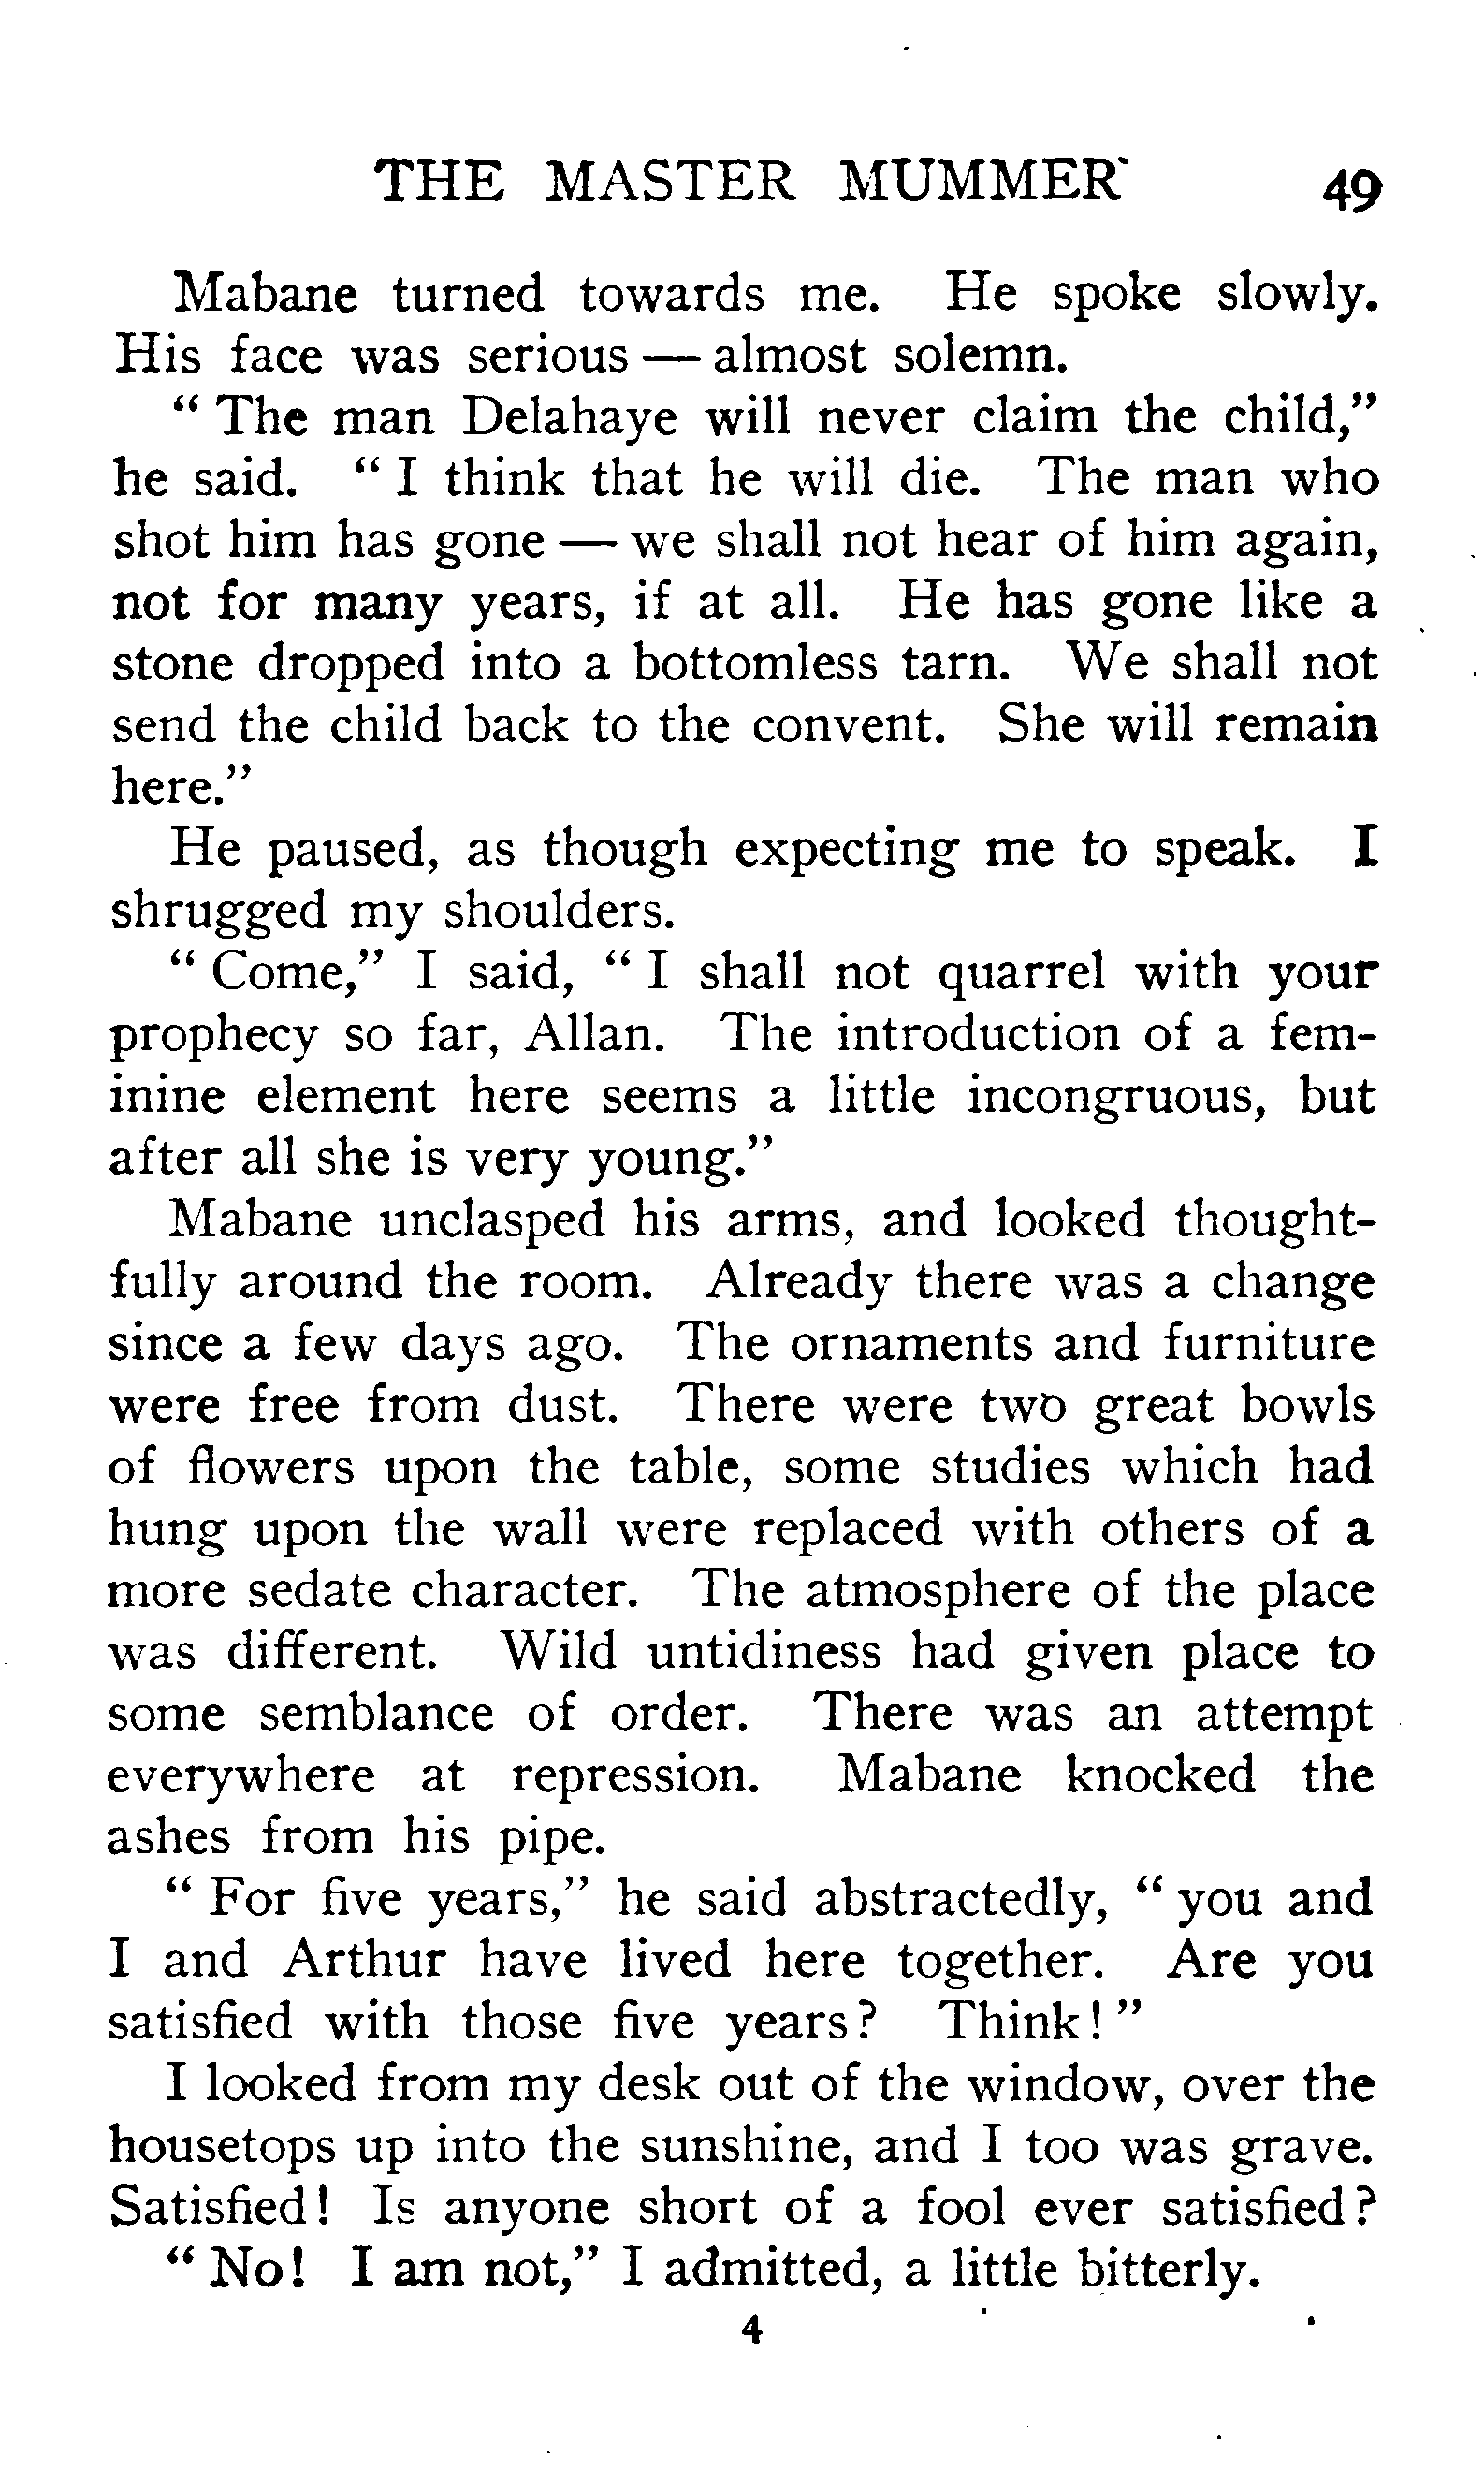 THE MASTER MUMMER 49
Mabane turned towards me. He spoke slowly.
His face was serious — almost solemn.
" The man Delahaye will never claim the child,"
he said. " I think that he will die. The man who
shot him has gone — we shall not hear of him again,
not for many years, if at all. He has gone like a
stone dropped into a bottomless tarn. We shall not
send the child back to the convent. She will remain
here."
He paused, as though expecting me to speak. I
shrugged my shoulders.
" Come," I said, " I shall not quarrel with your
prophecy so far, Allan. The introduction of a fem-
inine element here seems a little incongruous, but
after all she is very young."
Mabane unclasped his arms, and looked thought-
fully around the room. Already there was a change
since a few days ago. The ornaments and furniture
were free from dust. There were two great bowls
of flowers upon the table, some studies which had
hung upon the wall were replaced with others of a
more sedate character. The atmosphere of the place
was different. Wild untidiness had given place to
some semblance of order. There was an attempt
everywhere at repression. Mabane knocked the
ashes from his pipe.
" For five years," he said abstractedly, " you and
I and Arthur have lived here together. Are you
satisfied with those five years? Think! "
I looked from my desk out of the window, over the
housetops up into the sunshine, and I too was grave.
Satisfied! Is anyone short of a fool ever satisfied?
" No! I am not," I admitted, a little bitterly.
4